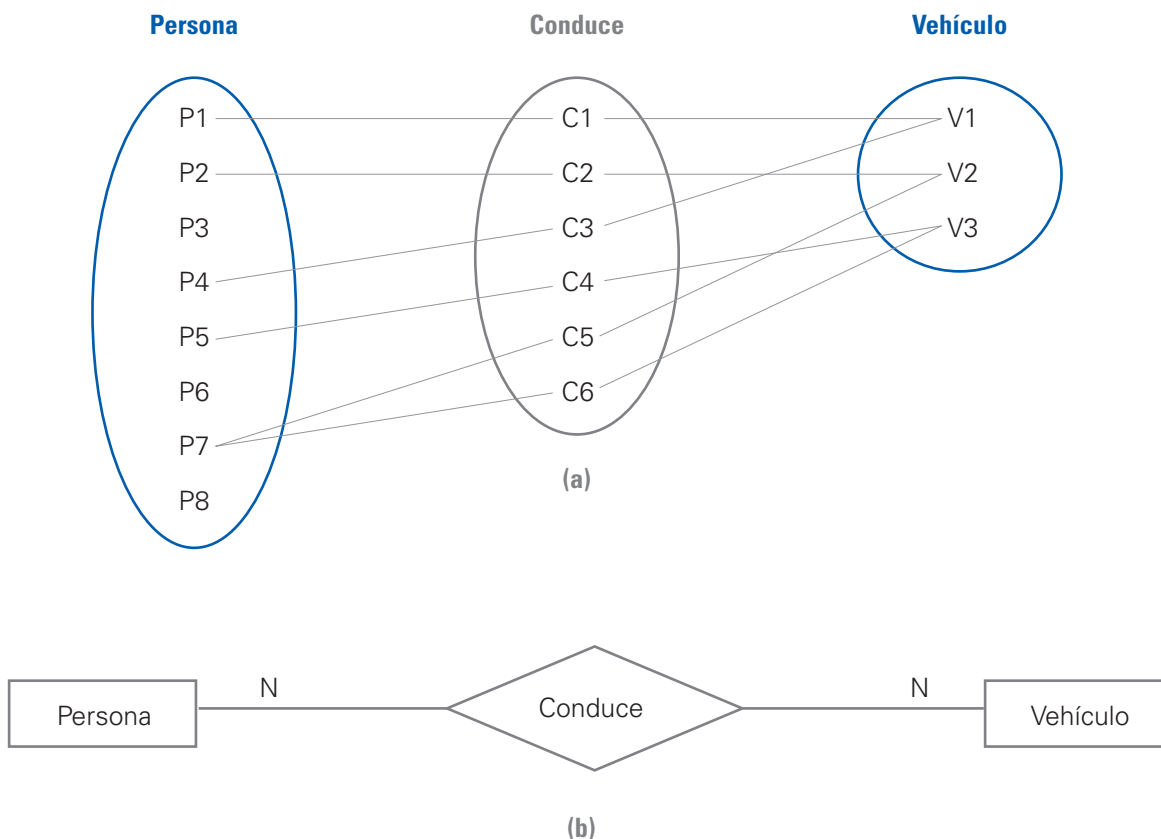 Persona Conduce Vehículo
P1 C1 V1
P2 C2 V2
P3 C3 V3
P4 C4
P5 C5
P6 C6
P7
(a)
P8
N N
Persona Conduce Vehículo
(b)